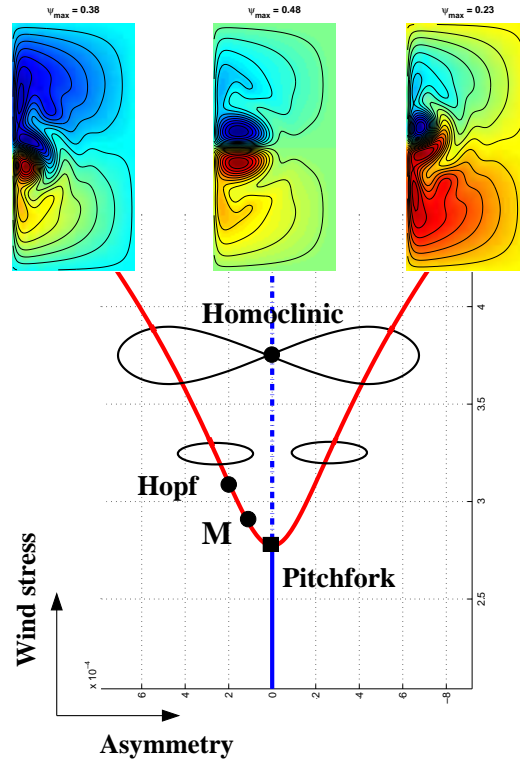 ψmax = 0.38
ψmax = 0.48
ψmax = 0.23
Homoclinic
Hopf
M
Pitchfork
4
3.5
3
2.5
x 10⁻⁴
6 4 2 0 2 4 6 −8
Wind stress
Asymmetry